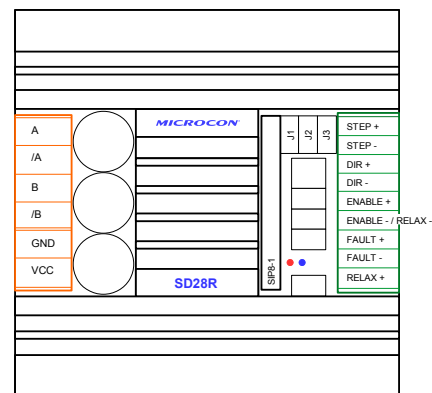 A
/A
B
/B
GND
VCC
MICROCON
SD28R
SIP8-1
J1
J2
J3
STEP +
STEP -
DIR +
DIR -
ENABLE +
ENABLE - / RELAX -
FAULT +
FAULT -
RELAX +